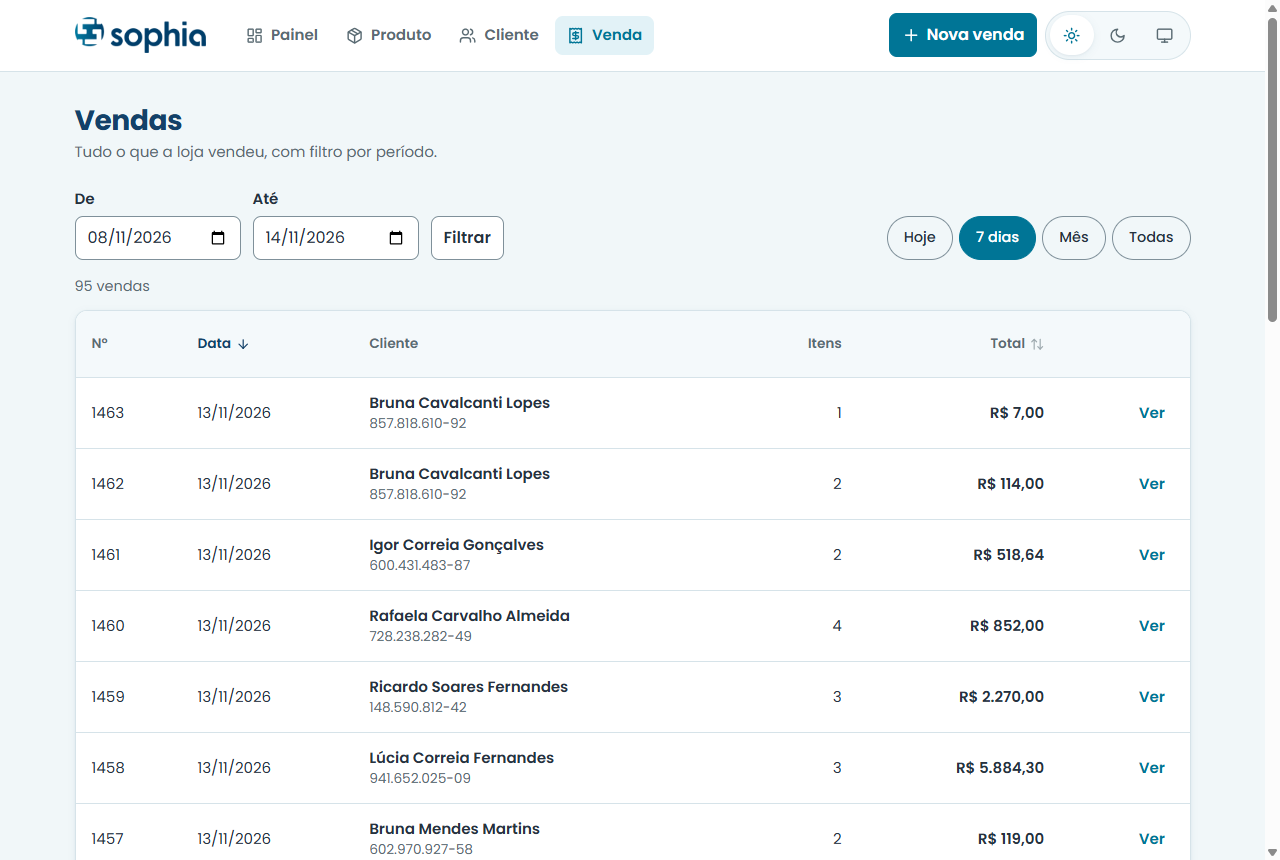 sophia
Painel
Produto
Cliente
Venda
+ Nova venda
Vendas
Tudo o que a loja vendeu, com filtro por período.
De
Até
08/11/2026
14/11/2026
Filtrar
Hoje
7 dias
Mês
Todas
95 vendas
Nº Data Cliente Itens Total
1463 13/11/2026 Bruna Cavalcanti Lopes 1 R$ 7,00 Ver
857.818.610-92
1462 13/11/2026 Bruna Cavalcanti Lopes 2 R$ 114,00 Ver
857.818.610-92
1461 13/11/2026 Igor Correia Gonçalves 2 R$ 518,64 Ver
600.431.483-87
1460 13/11/2026 Rafaela Carvalho Almeida 4 R$ 852,00 Ver
728.238.282-49
1459 13/11/2026 Ricardo Soares Fernandes 3 R$ 2.270,00 Ver
148.590.812-42
1458 13/11/2026 Lúcia Correia Fernandes 3 R$ 5.884,30 Ver
941.652.025-09
1457 13/11/2026 Bruna Mendes Martins 2 R$ 119,00 Ver
602.970.927-58